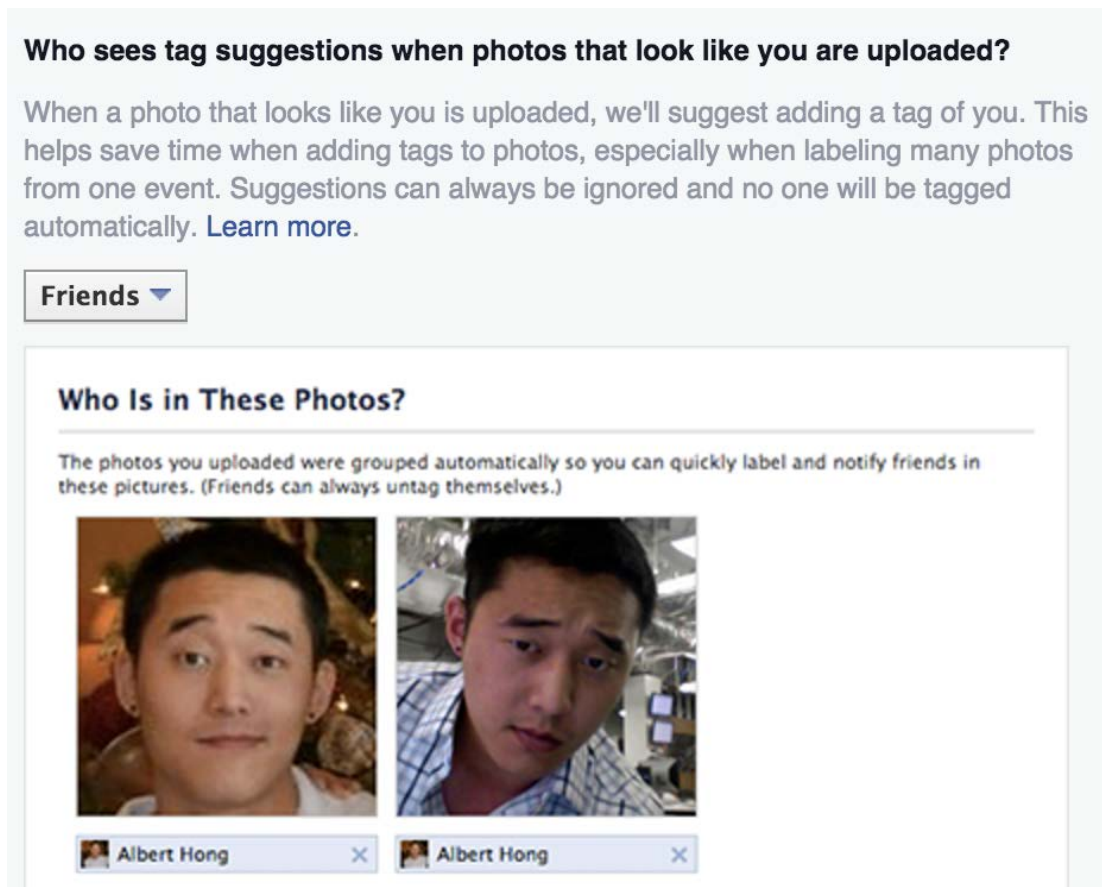 Who sees tag suggestions when photos that look like you are uploaded?
When a photo that looks like you is uploaded, we'll suggest adding a tag of you. This
helps save time when adding tags to photos, especially when labeling many photos
from one event. Suggestions can always be ignored and no one will be tagged
automatically. Learn more.
Friends
Who Is in These Photos?
The photos you uploaded were grouped automatically so you can quickly label and notify friends in
these pictures. (Friends can always untag themselves.)
Albert Hong
Albert Hong